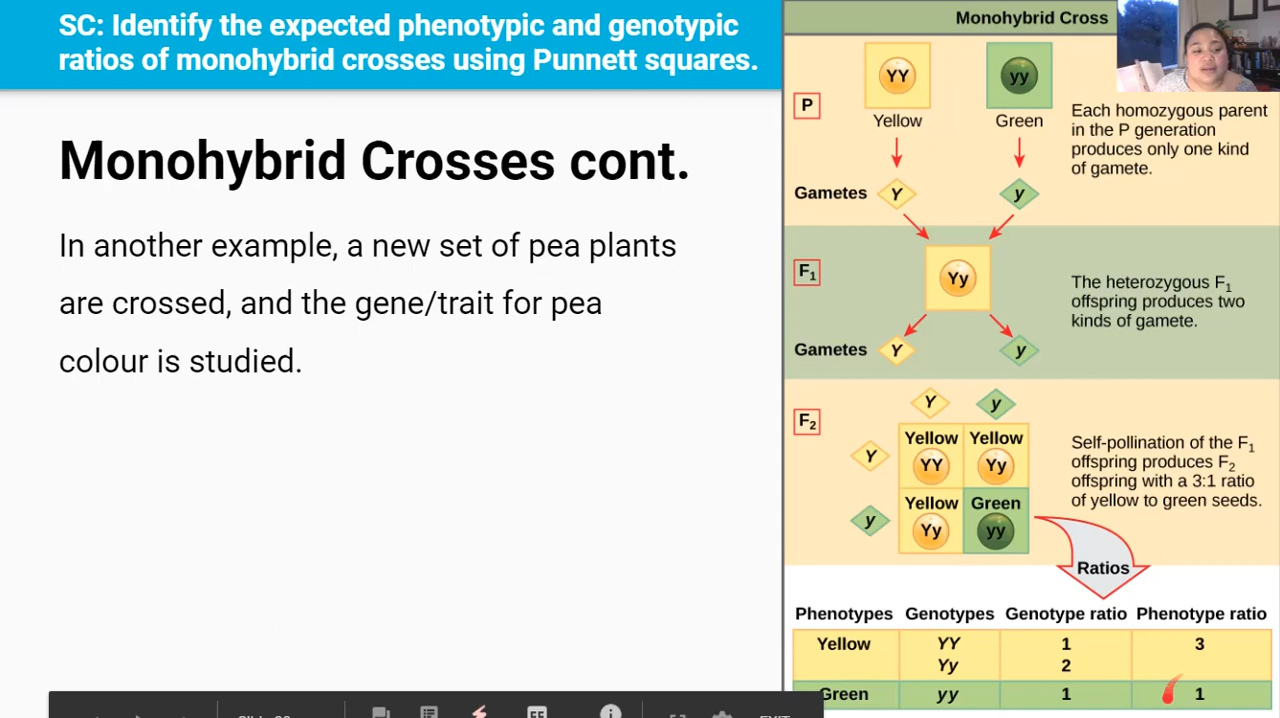 SC: Identify the expected phenotypic and genotypic
ratios of monohybrid crosses using Punnett squares.
Monohybrid Crosses cont.
In another example, a new set of pea plants
are crossed, and the gene/trait for pea
colour is studied.
Monohybrid Cross
P
YY
yy
Yellow
Green
Each homozygous parent
in the P generation
produces only one kind
of gamete.
Gametes
Y
y
F1
Yy
The heterozygous F1
offspring produces two
kinds of gamete.
Gametes
Y
y
F2
Y
y
Y
Yellow
YY
Yellow
Yy
y
Yellow
Yy
Green
yy
Self-pollination of the F1
offspring produces F2
offspring with a 3:1 ratio
of yellow to green seeds.
Ratios
Phenotypes Genotypes Genotype ratio Phenotype ratio
Yellow YY 1 3
Yy 2
Green yy 1 1